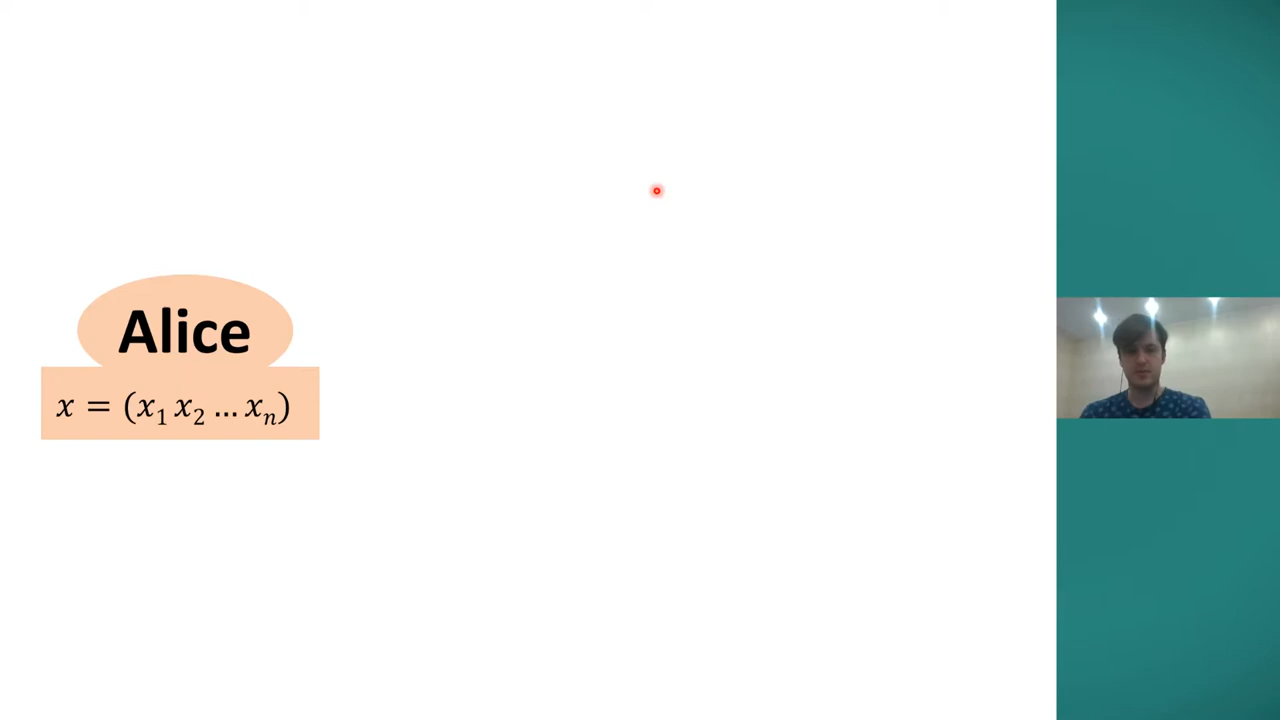 Alice
x = (x₁ x₂ … xₙ)